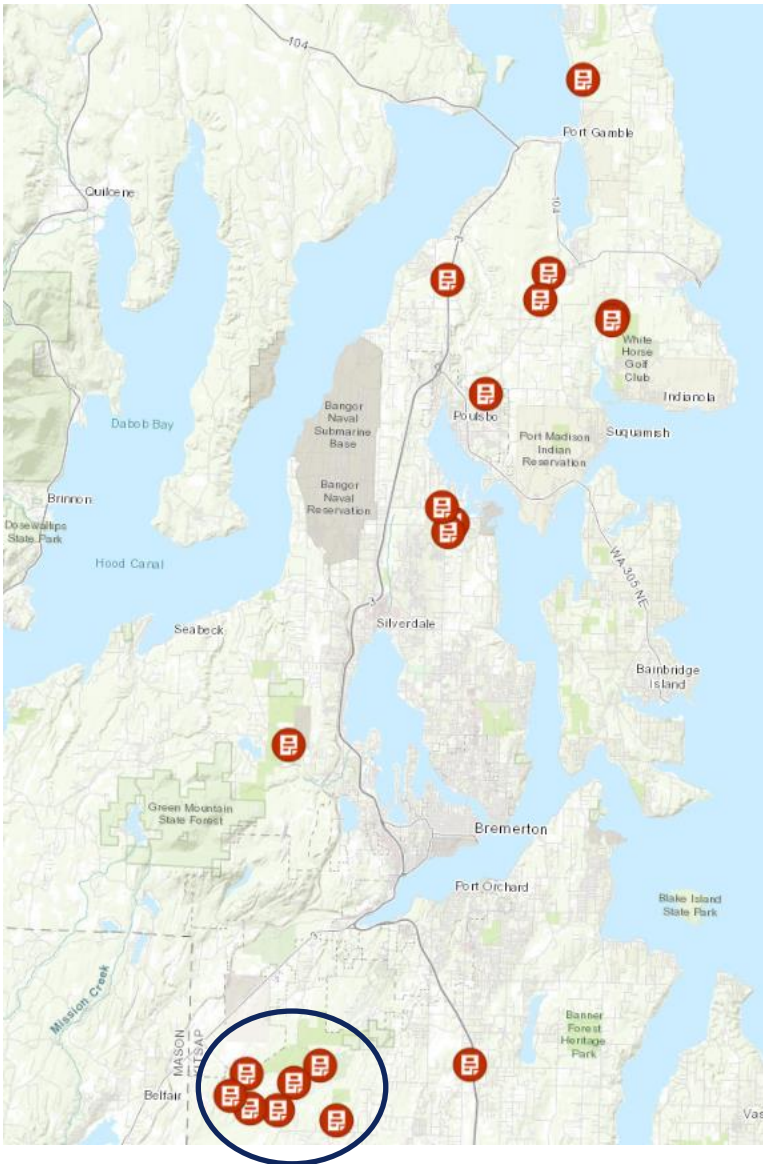 104
Port Gamble
Quilcene
104
3
White
Horse
Golf
Club
Indianola
Bangor
Naval
Submarine
Base
Poulsbo
Dabob Bay
Suquamish
Port Madison
Indian
Reservation
Bangor
Naval
Reservation
Brinnon
Dosewallips
State Park
Hood Canal
WA-305 NE
3
Seabeck
Silverdale
Bainbridge
Island
Green Mountain
State Forest
Bremerton
Port Orchard
Blake Island
State Park
3
Mission Creek
Banner
Forest
Heritage
Park
MASON
KITSAP
Belfair
Vas